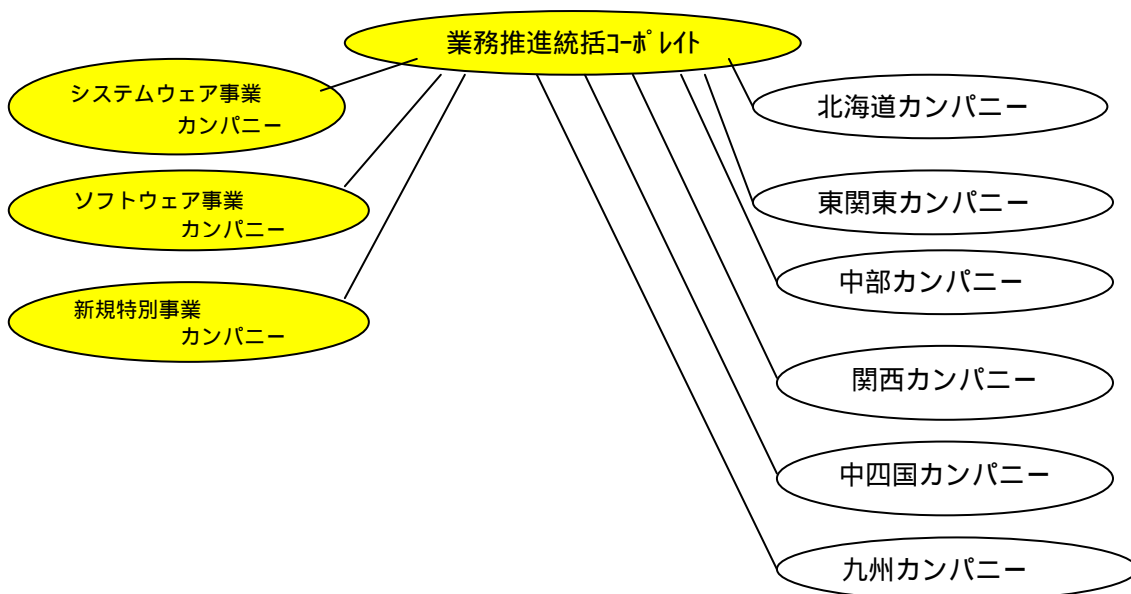 業務推進統括ｺｰﾎﾟﾚｲﾄ
システムウェア事業
カンパニー
ソフトウェア事業
カンパニー
新規特別事業
カンパニー
北海道カンパニー
東関東カンパニー
中部カンパニー
関西カンパニー
中四国カンパニー
九州カンパニー